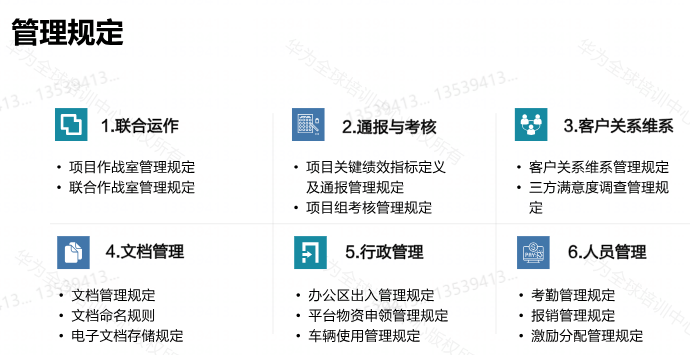 管理规定
1.联合运作
• 项目作战室管理规定
• 联合作战室管理规定
2.通报与考核
• 项目关键绩效指标定义
及通报管理规定
• 项目组考核管理规定
3.客户关系维系
• 客户关系维系管理规定
• 三方满意度调查管理规
定
4.文档管理
• 文档管理规定
• 文档命名规则
• 电子文档存储规定
5.行政管理
• 办公区出入管理规定
• 平台物资申领管理规定
• 车辆使用管理规定
6.人员管理
• 考勤管理规定
• 报销管理规定
• 激励分配管理规定